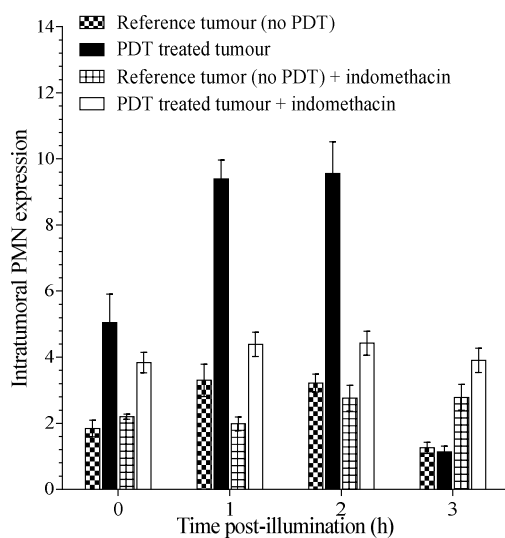 Reference tumour (no PDT)
PDT treated tumour
Reference tumor (no PDT) + indomethacin
PDT treated tumour + indomethacin
Intratumoral PMN expression
14
12
10
8
6
4
2
0
0 1 2 3
Time post-illumination (h)